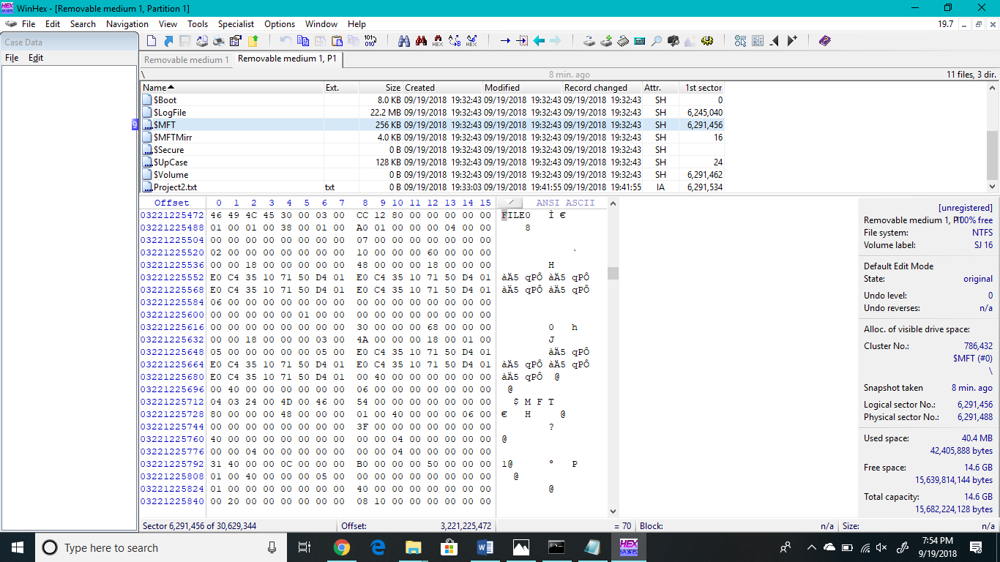 WinHex - [Removable medium 1, Partition 1]
File Edit Search Navigation View Tools Specialist Options Window Help 19.7
Case Data
File Edit
Removable medium 1 Removable medium 1, P1
\ 8 min. ago 11 files, 3 dir.
Name Ext. Size Created Modified Record changed Attr. 1st sector
$Boot 8.0 KB 09/19/2018 19:32:43 09/19/2018 19:32:43 09/19/2018 19:32:43 SH 0
$LogFile 22.2 MB 09/19/2018 19:32:43 09/19/2018 19:32:43 09/19/2018 19:32:43 SH 6,245,040
$MFT 256 KB 09/19/2018 19:32:43 09/19/2018 19:32:43 09/19/2018 19:32:43 SH 6,291,456
$MFTMirr 4.0 KB 09/19/2018 19:32:43 09/19/2018 19:32:43 09/19/2018 19:32:43 SH 16
$Secure 0 B 09/19/2018 19:32:43 09/19/2018 19:32:43 09/19/2018 19:32:43 SH
$UpCase 128 KB 09/19/2018 19:32:43 09/19/2018 19:32:43 09/19/2018 19:32:43 SH 24
$Volume 0 B 09/19/2018 19:32:43 09/19/2018 19:32:43 09/19/2018 19:32:43 SH 6,291,462
Project2.txt txt 0 B 09/19/2018 19:33:03 09/19/2018 19:41:55 09/19/2018 19:41:55 IA 6,291,534
Offset 0 1 2 3 4 5 6 7 8 9 10 11 12 13 14 15 ANSI ASCII
03221225472 46 49 4C 45 30 00 03 00 CC 12 80 00 00 00 00 00 FILE0 Ì €
03221225488 01 00 01 00 38 00 01 00 A0 01 00 00 00 04 00 00 8
03221225504 00 00 00 00 00 00 00 00 07 00 00 00 00 00 00 00
03221225520 02 00 00 00 00 00 00 00 10 00 00 00 60 00 00 00 `
03221225536 00 00 18 00 00 00 00 00 48 00 00 00 18 00 00 00 H
03221225552 E0 C4 35 10 71 50 D4 01 E0 C4 35 10 71 50 D4 01 àÄ5 qPÔ àÄ5 qPÔ
03221225568 E0 C4 35 10 71 50 D4 01 E0 C4 35 10 71 50 D4 01 àÄ5 qPÔ àÄ5 qPÔ
03221225584 06 00 00 00 00 00 00 00 00 00 00 00 00 00 00 00
03221225600 00 00 00 00 00 01 00 00 00 00 00 00 00 00 00 00
03221225616 00 00 00 00 00 00 00 00 30 00 00 00 68 00 00 00 0 h
03221225632 00 00 18 00 00 00 03 00 4A 00 00 00 18 00 01 00 J
03221225648 05 00 00 00 00 00 05 00 E0 C4 35 10 71 50 D4 01 àÄ5 qPÔ
03221225664 E0 C4 35 10 71 50 D4 01 E0 C4 35 10 71 50 D4 01 àÄ5 qPÔ àÄ5 qPÔ
03221225680 E0 C4 35 10 71 50 D4 01 00 40 00 00 00 00 00 00 àÄ5 qPÔ @
03221225696 00 40 00 00 00 00 00 00 06 00 00 00 00 00 00 00 @
03221225712 04 03 24 00 4D 00 46 00 54 00 00 00 00 00 00 00 $ M F T
03221225728 80 00 00 00 48 00 00 00 01 00 40 00 00 00 06 00 € H @
03221225744 00 00 00 00 00 00 00 00 3F 00 00 00 00 00 00 00 ?
03221225760 40 00 00 00 00 00 00 00 00 00 04 00 00 00 00 00 @
03221225776 00 00 04 00 00 00 00 00 00 00 04 00 00 00 00 00
03221225792 31 40 00 00 0C 00 00 00 B0 00 00 00 50 00 00 00 1@ ° P
03221225808 01 00 40 00 00 00 05 00 00 00 00 00 00 00 00 00 @
03221225824 01 00 00 00 00 00 00 00 40 00 00 00 00 00 00 00 @
03221225840 00 20 00 00 00 00 00 00 08 10 00 00 00 00 00 00
[unregistered]
Removable medium 1, P1 100% free
File system: NTFS
Volume label: SJ 16
Default Edit Mode
State: original
Undo level: 0
Undo reverses: n/a
Alloc. of visible drive space:
Cluster No.: 786,432
$MFT (#0)
\
Snapshot taken 8 min. ago
Logical sector No.: 6,291,456
Physical sector No.: 6,291,488
Used space: 40.4 MB
42,405,888 bytes
Free space: 14.6 GB
15,639,814,144 bytes
Total capacity: 14.6 GB
15,682,224,128 bytes
Sector 6,291,456 of 30,629,344 Offset: 3,221,225,472 = 70 Block: n/a Size: n/a
Type here to search
7:54 PM
9/19/2018